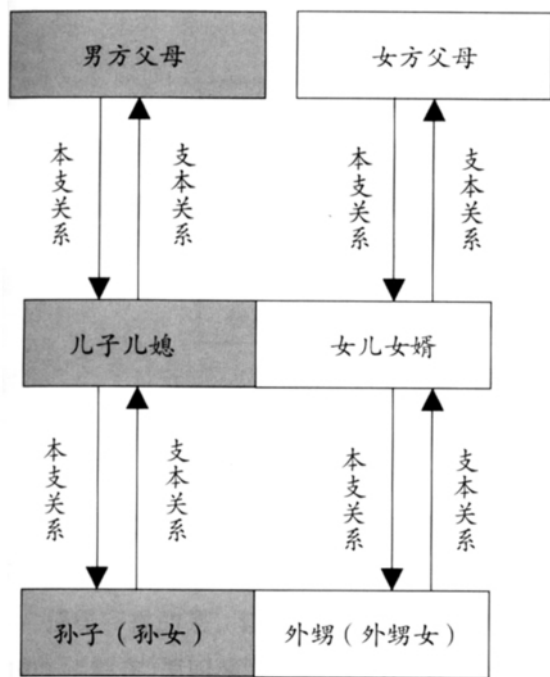 男方父母
女方父母
本支关系
支本关系
本支关系
支本关系
儿子儿媳
女儿女婿
本支关系
支本关系
本支关系
支本关系
孙子（孙女）
外甥（外甥女）